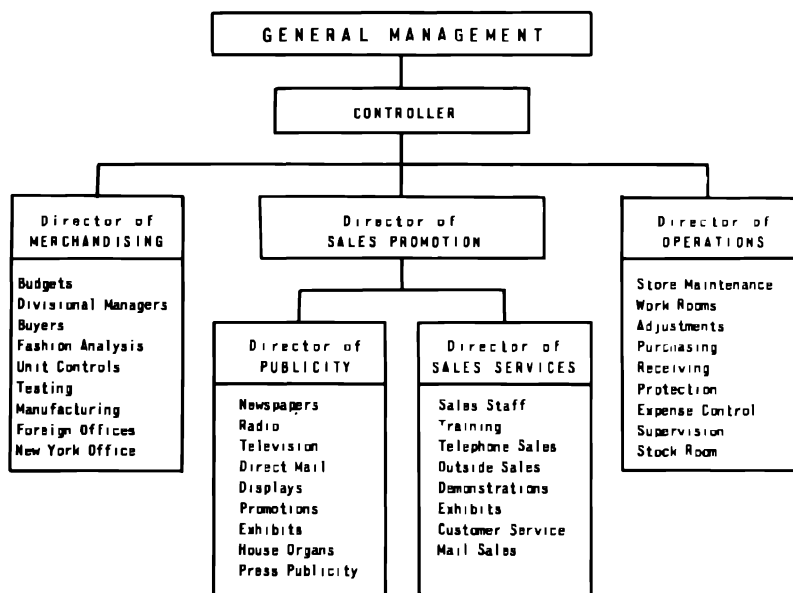 GENERAL MANAGEMENT
CONTROLLER
Director of
MERCHANDISING
Budgets
Divisional Managers
Buyers
Fashion Analysis
Unit Controls
Testing
Manufacturing
Foreign Offices
New York Office
Director of
SALES PROMOTION
Director of
PUBLICITY
Newspapers
Radio
Television
Direct Mail
Displays
Promotions
Exhibits
House Organs
Press Publicity
Director of
SALES SERVICES
Sales Staff
Training
Telephone Sales
Outside Sales
Demonstrations
Exhibits
Customer Service
Mail Sales
Director of
OPERATIONS
Store Maintenance
Work Rooms
Adjustments
Purchasing
Receiving
Protection
Expense Control
Supervision
Stock Room